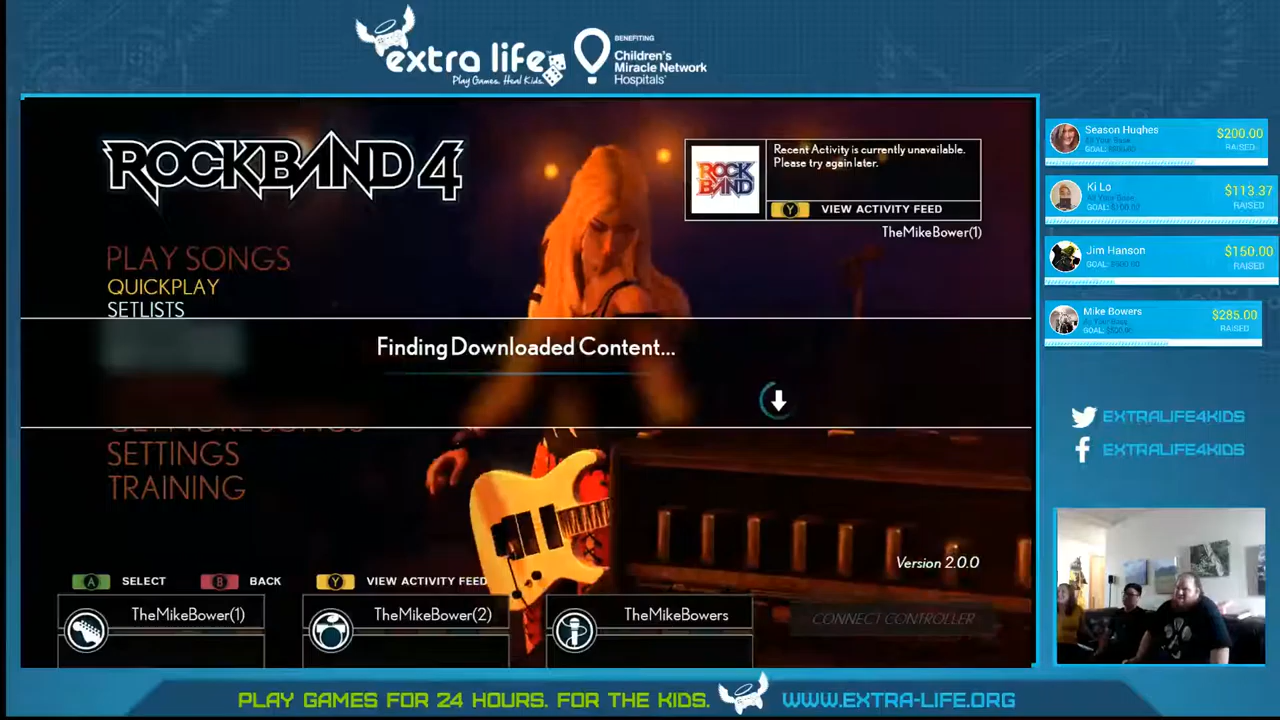 extra life
Play Games. Heal Kids.
BENEFITING
Children's
Miracle Network
Hospitals
ROCKBAND 4
ROCK
BAND
Recent Activity is currently unavailable.
Please try again later.
Y VIEW ACTIVITY FEED
TheMikeBower(1)
PLAY SONGS
QUICKPLAY
SETLISTS
Finding Downloaded Content...
SETTINGS
TRAINING
Version 2.0.0
A SELECT B BACK Y VIEW ACTIVITY FEED
TheMikeBower(1)
TheMikeBower(2)
TheMikeBowers
CONNECT CONTROLLER
Season Hughes
$200.00
RAISED
GOAL:
Ki Lo
$113.37
RAISED
GOAL:
Jim Hanson
$150.00
RAISED
GOAL:
Mike Bowers
$285.00
RAISED
GOAL:
EXTRALIFE4KIDS
EXTRALIFE4KIDS
PLAY GAMES FOR 24 HOURS. FOR THE KIDS. WWW.EXTRA-LIFE.ORG